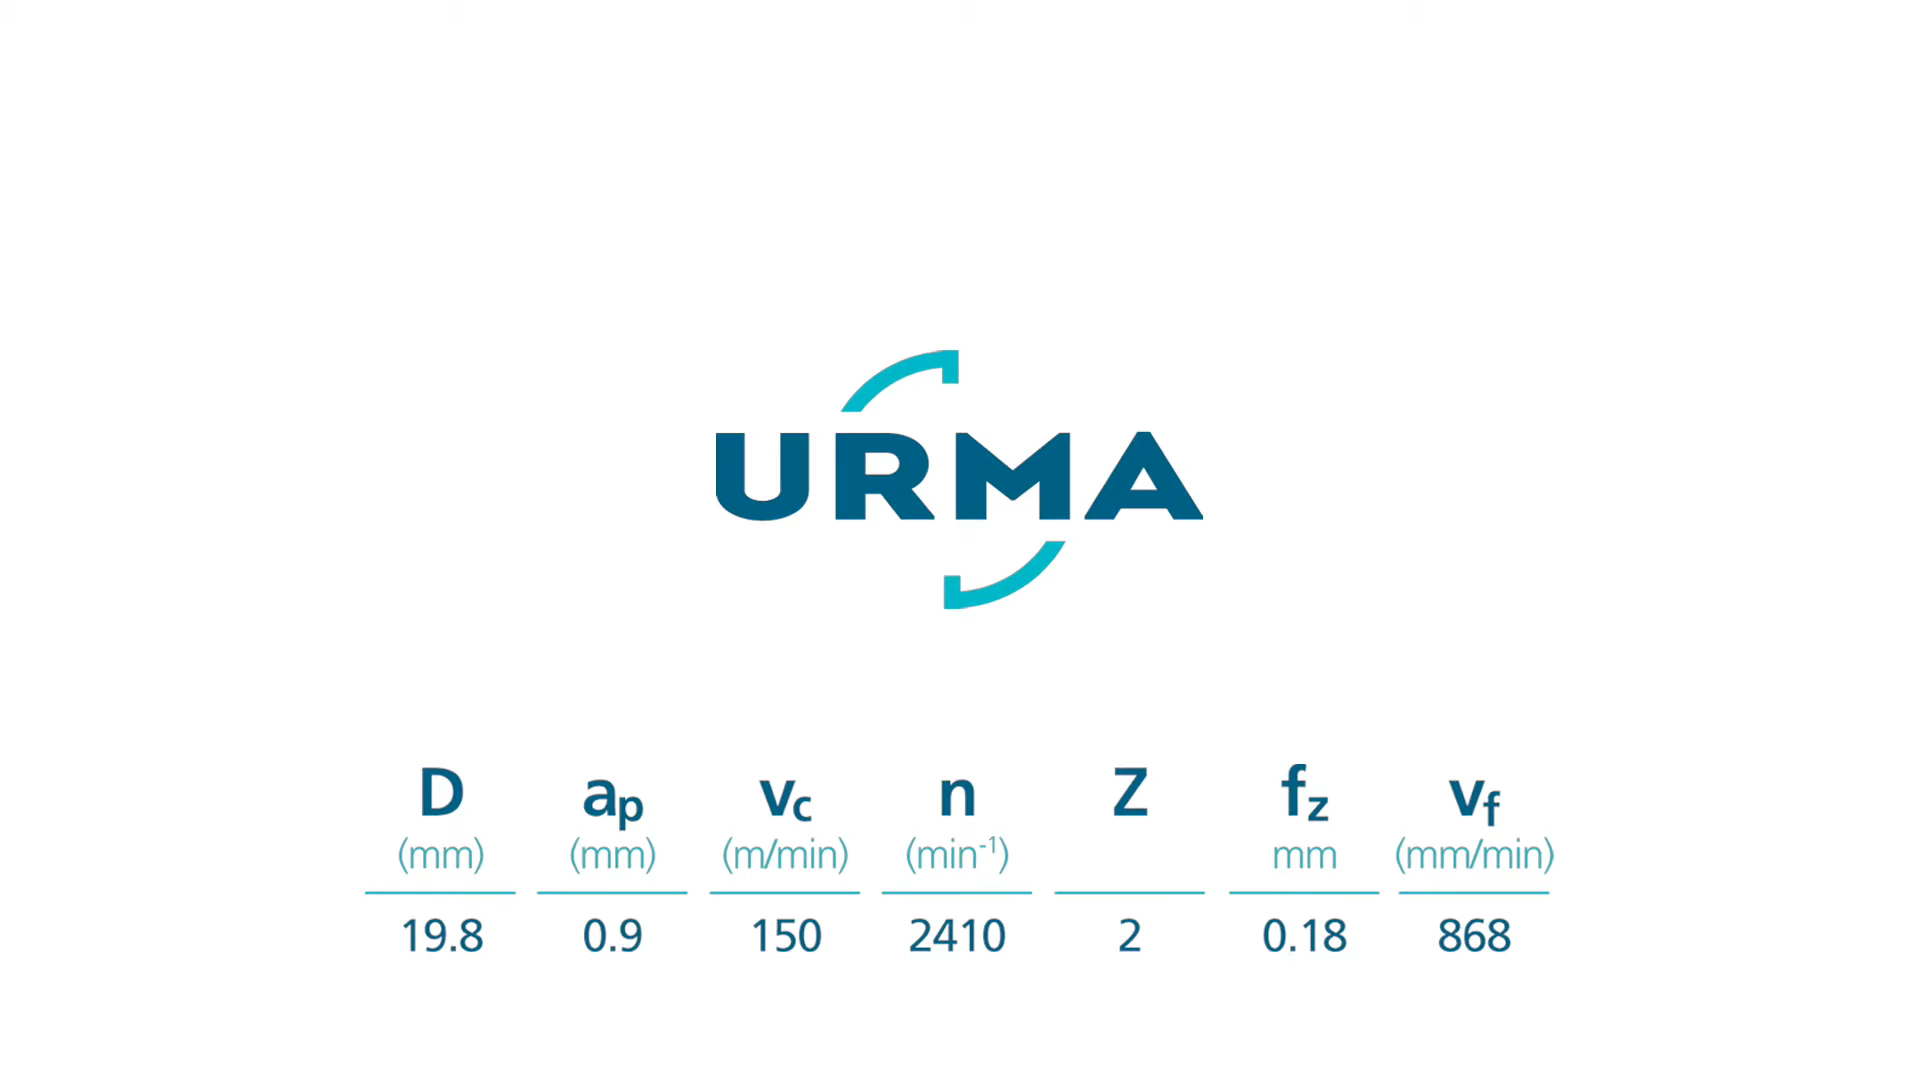 URMA
D ap vc n Z fz vf
(mm) (mm) (m/min) (min-1) mm (mm/min)
19.8 0.9 150 2410 2 0.18 868